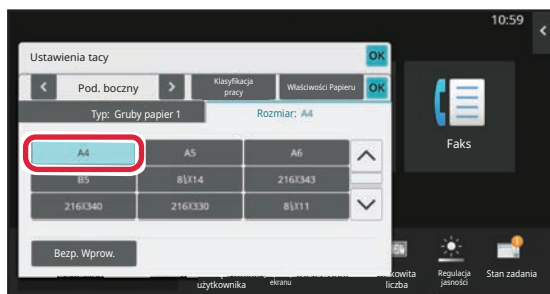 10:59
Ustawienia tacy
OK
Pod. boczny
Klasyfikacja
pracy
Właściwości Papieru
OK
Typ: Gruby papier 1
Rozmiar: A4
A4
A5
A6
B5
8½X14
216X343
216X340
216X330
8½X11
Bezp. Wprow.
Faks
użytkownika
ekranu
liczba
Regulacja
jasności
Stan zadania